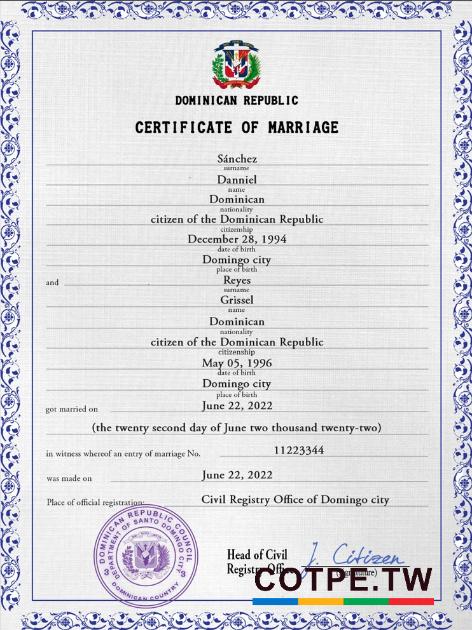 DOMINICAN REPUBLIC
CERTIFICATE OF MARRIAGE
Sánchez
surname
Danniel
name
Dominican
nationality
citizen of the Dominican Republic
citizenship
December 28, 1994
date of birth
Domingo city
place of birth
and Reyes
surname
Grissel
name
Dominican
nationality
citizen of the Dominican Republic
citizenship
May 05, 1996
date of birth
Domingo city
place of birth
got married on June 22, 2022
(the twenty second day of June two thousand twenty-two)
in witness whereof an entry of marriage No. 11223344
was made on June 22, 2022
Place of official registration: Civil Registry Office of Domingo city
DOMINICAN REPUBLIC COUNCIL
DEPARTMENT OF SANTO DOMINGO CITY
DOMINICAN COUNTRY
Head of Civil J. Citizen
Registry Office
COTPE.TW